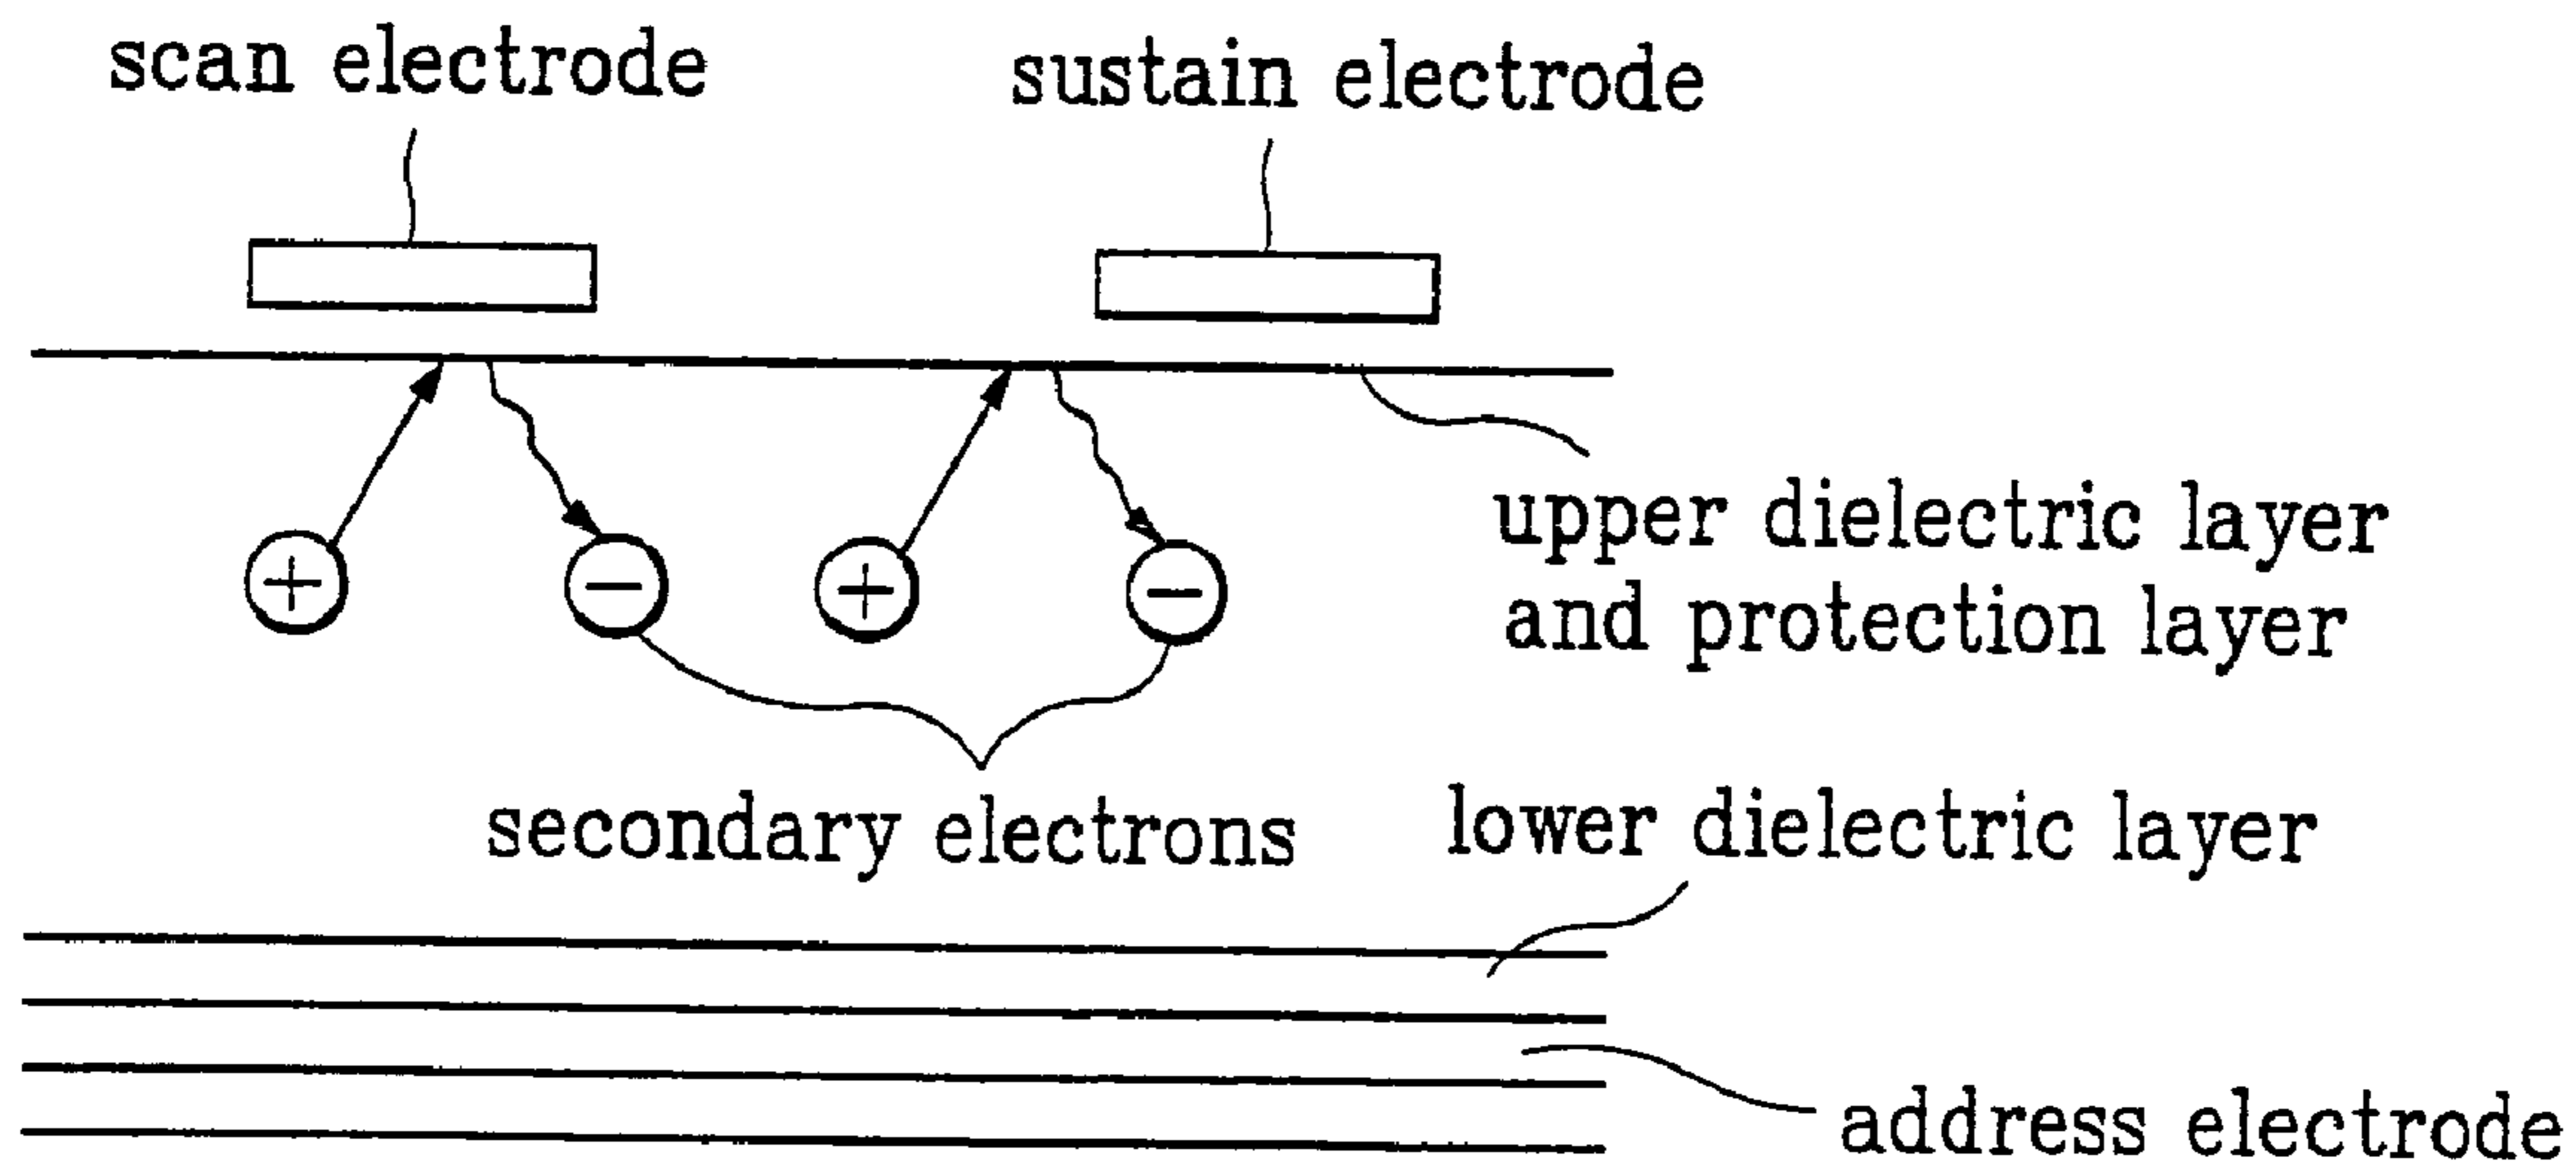 scan electrode
sustain electrode
+
−
+
−
upper dielectric layer
and protection layer
secondary electrons
lower dielectric layer
address electrode